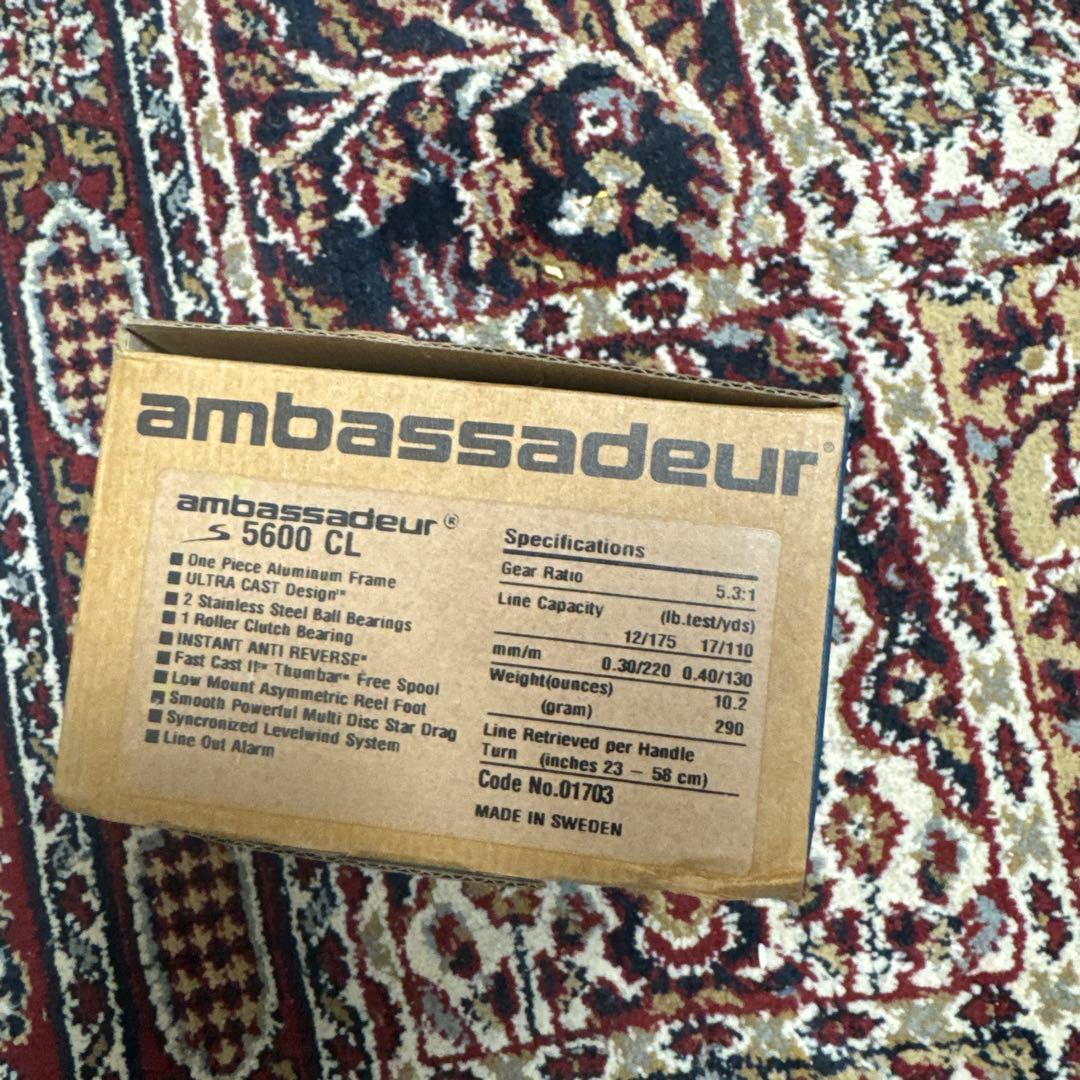 ambassadeur®
ambassadeur®
S 5600 CL
■ One Piece Aluminum Frame
■ ULTRA CAST Design™
■ 2 Stainless Steel Ball Bearings
■ 1 Roller Clutch Bearing
■ INSTANT ANTI REVERSE™
■ Fast Cast It™ Thumbar™ Free Spool
■ Low Mount Asymmetric Reel Foot
■ Smooth Powerful Multi Disc Star Drag
■ Syncronized Levelwind System
■ Line Out Alarm
Specifications
Gear Ratio 5.3:1
Line Capacity (lb.test/yds)
12/175 17/110
mm/m 0.30/220 0.40/130
Weight(ounces) 10.2
(gram) 290
Line Retrieved per Handle
Turn (inches 23 – 58 cm)
Code No.01703
MADE IN SWEDEN